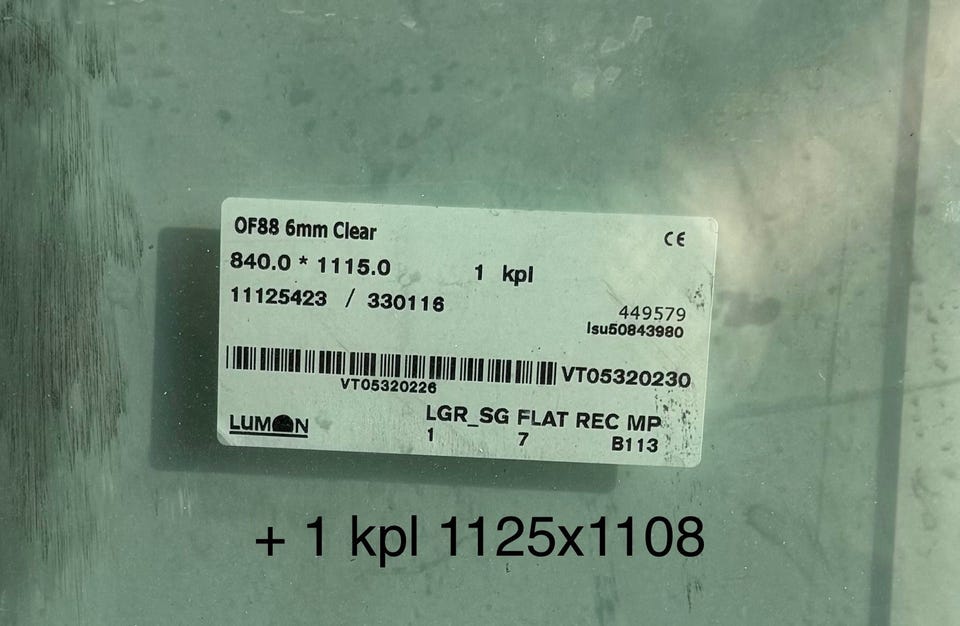 OF88 6mm Clear
CE
840.0 * 1115.0 1 kpl
11125423 / 330116
449579
lsu50843980
VT05320230
VT05320226
LUMON
LGR_SG FLAT REC MP
1 7 B113
+ 1 kpl 1125x1108